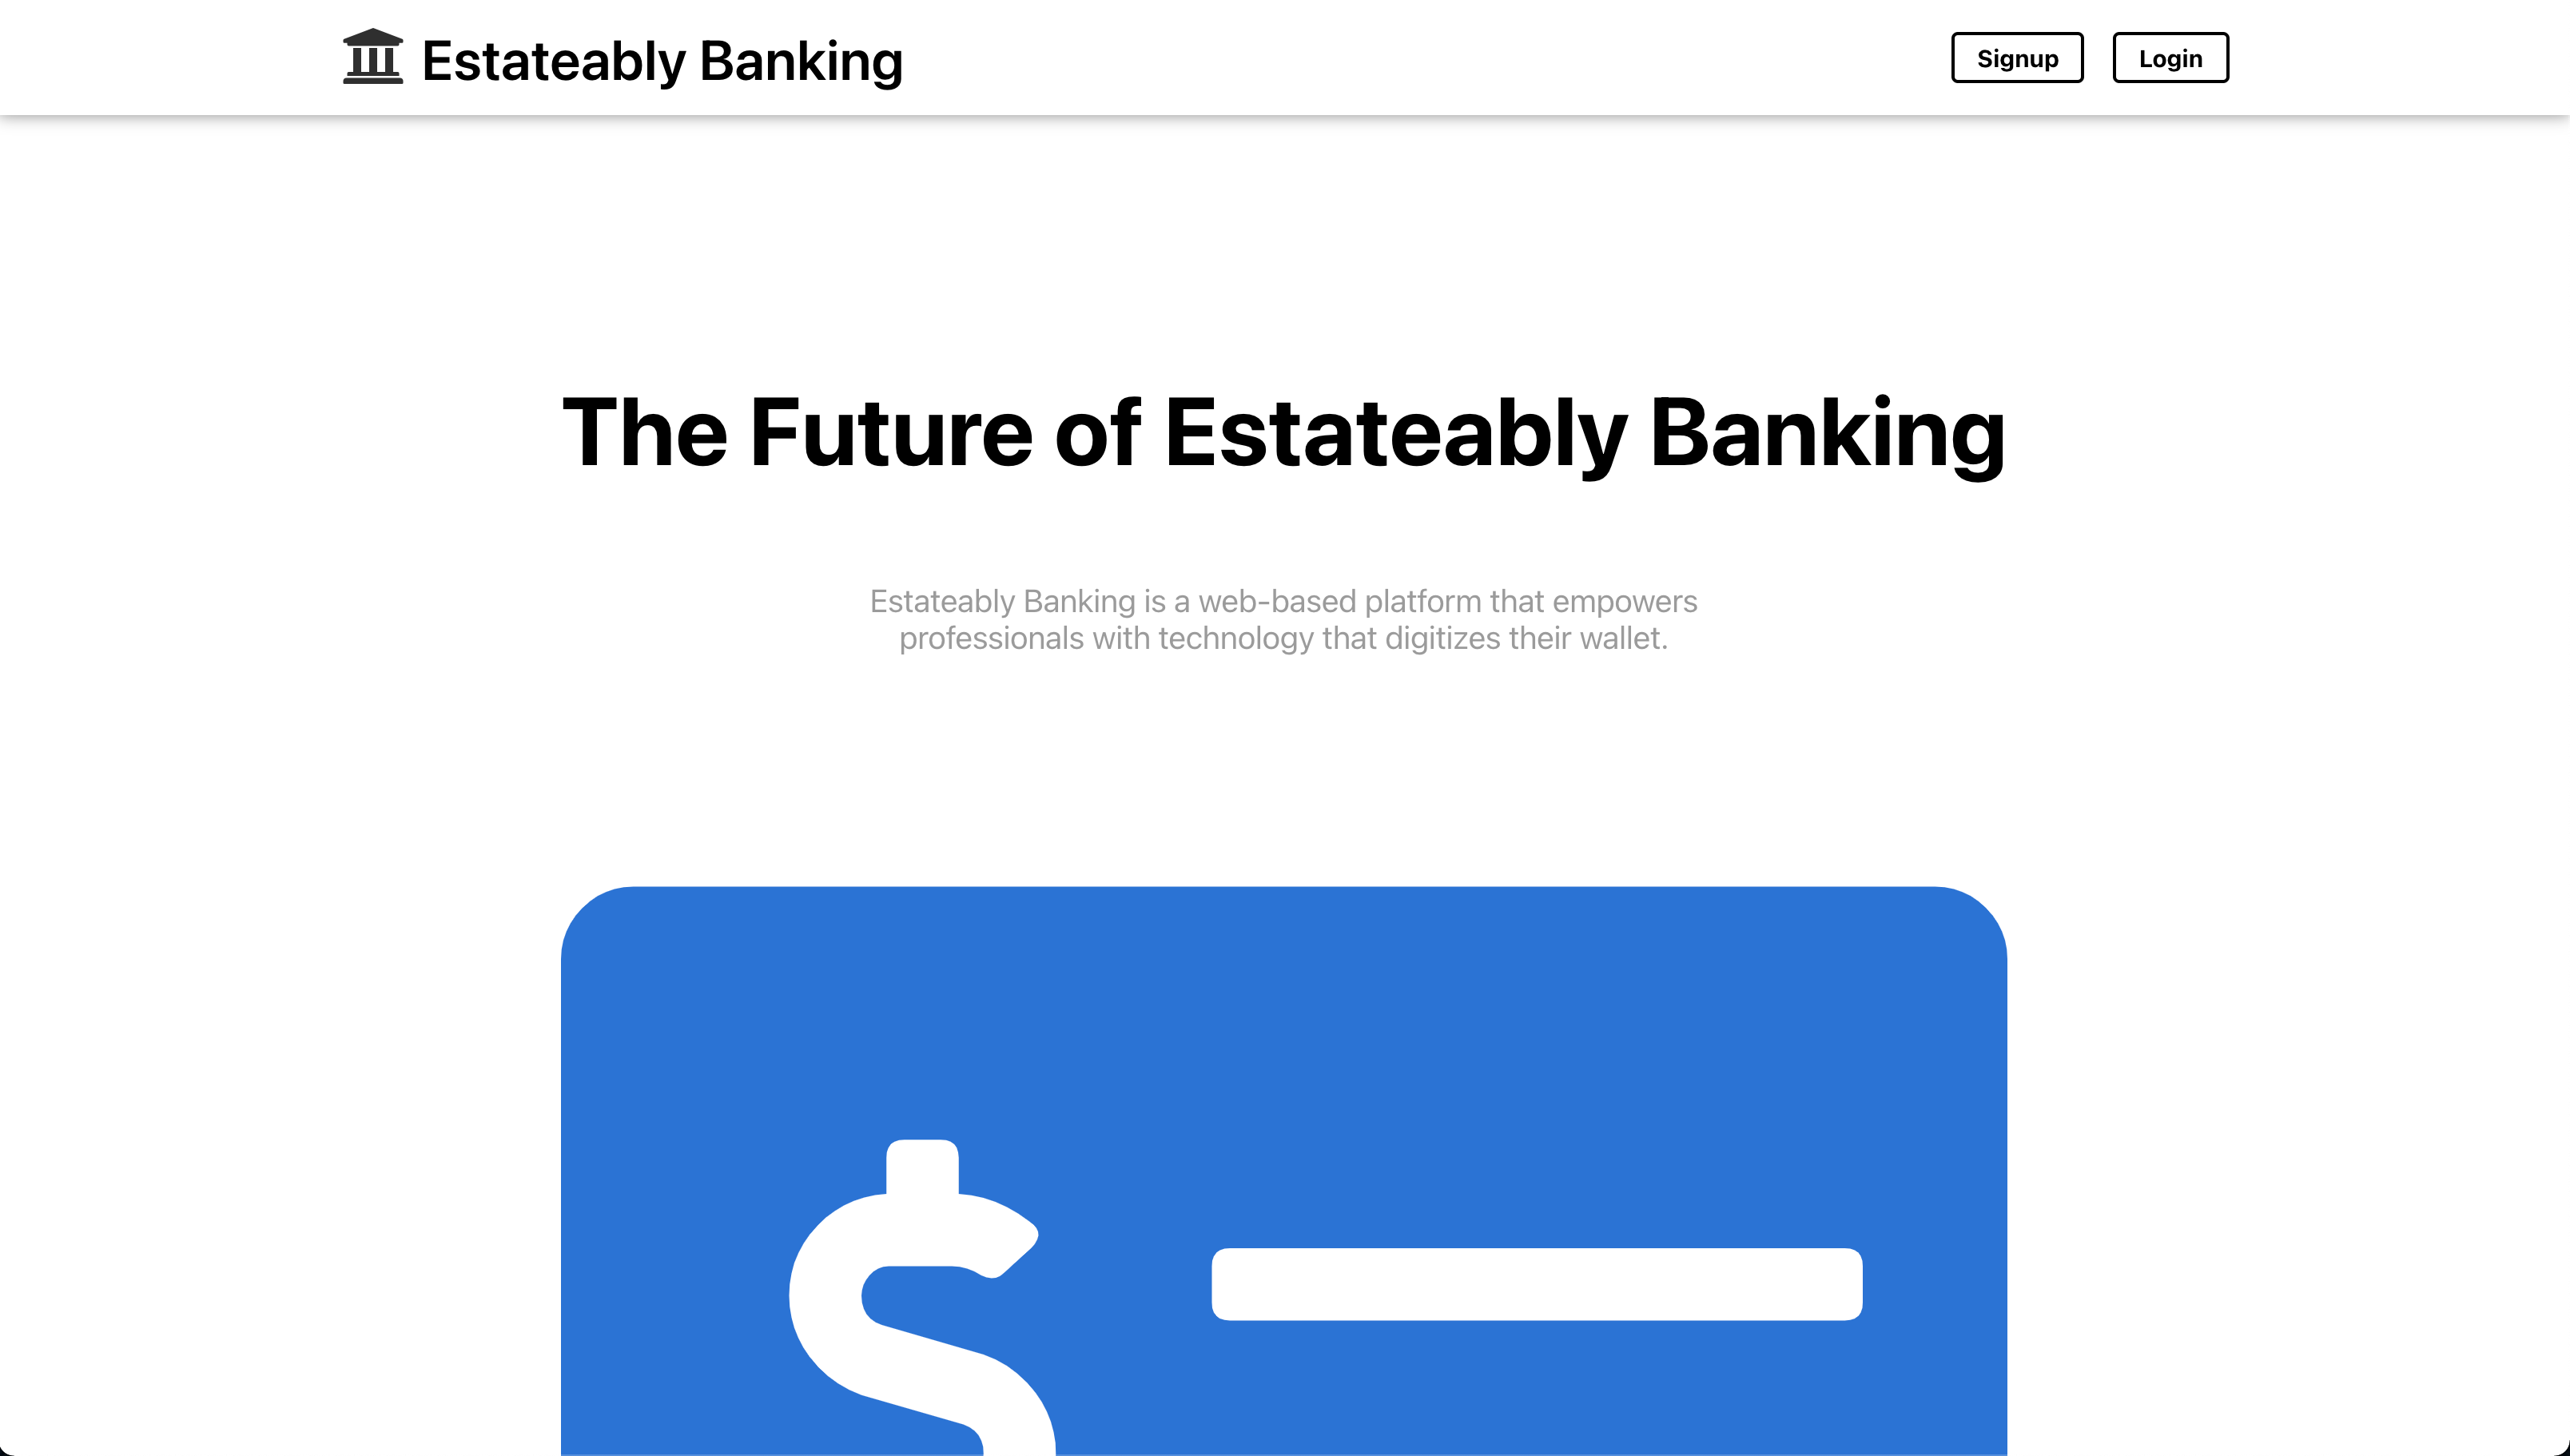 Estateably Banking
Signup
Login
The Future of Estateably Banking
Estateably Banking is a web-based platform that empowers
professionals with technology that digitizes their wallet.
$